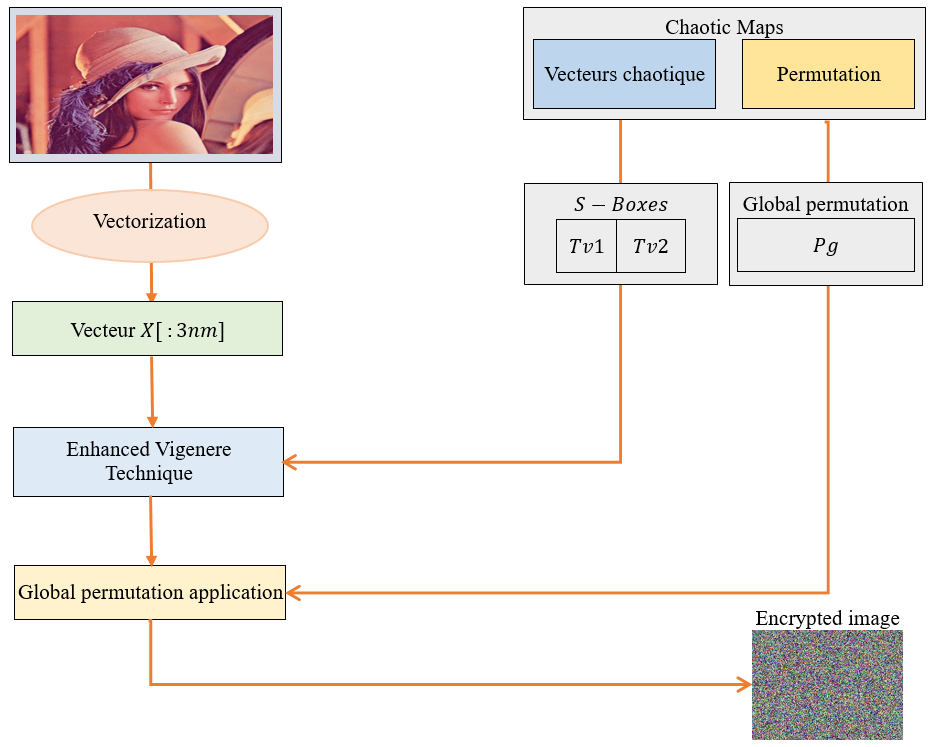 Chaotic Maps
Vecteurs chaotique
Permutation
Vectorization
S − Boxes
Tv1
Tv2
Global permutation
Pg
Vecteur X[ : 3nm]
Enhanced Vigenere
Technique
Global permutation application
Encrypted image